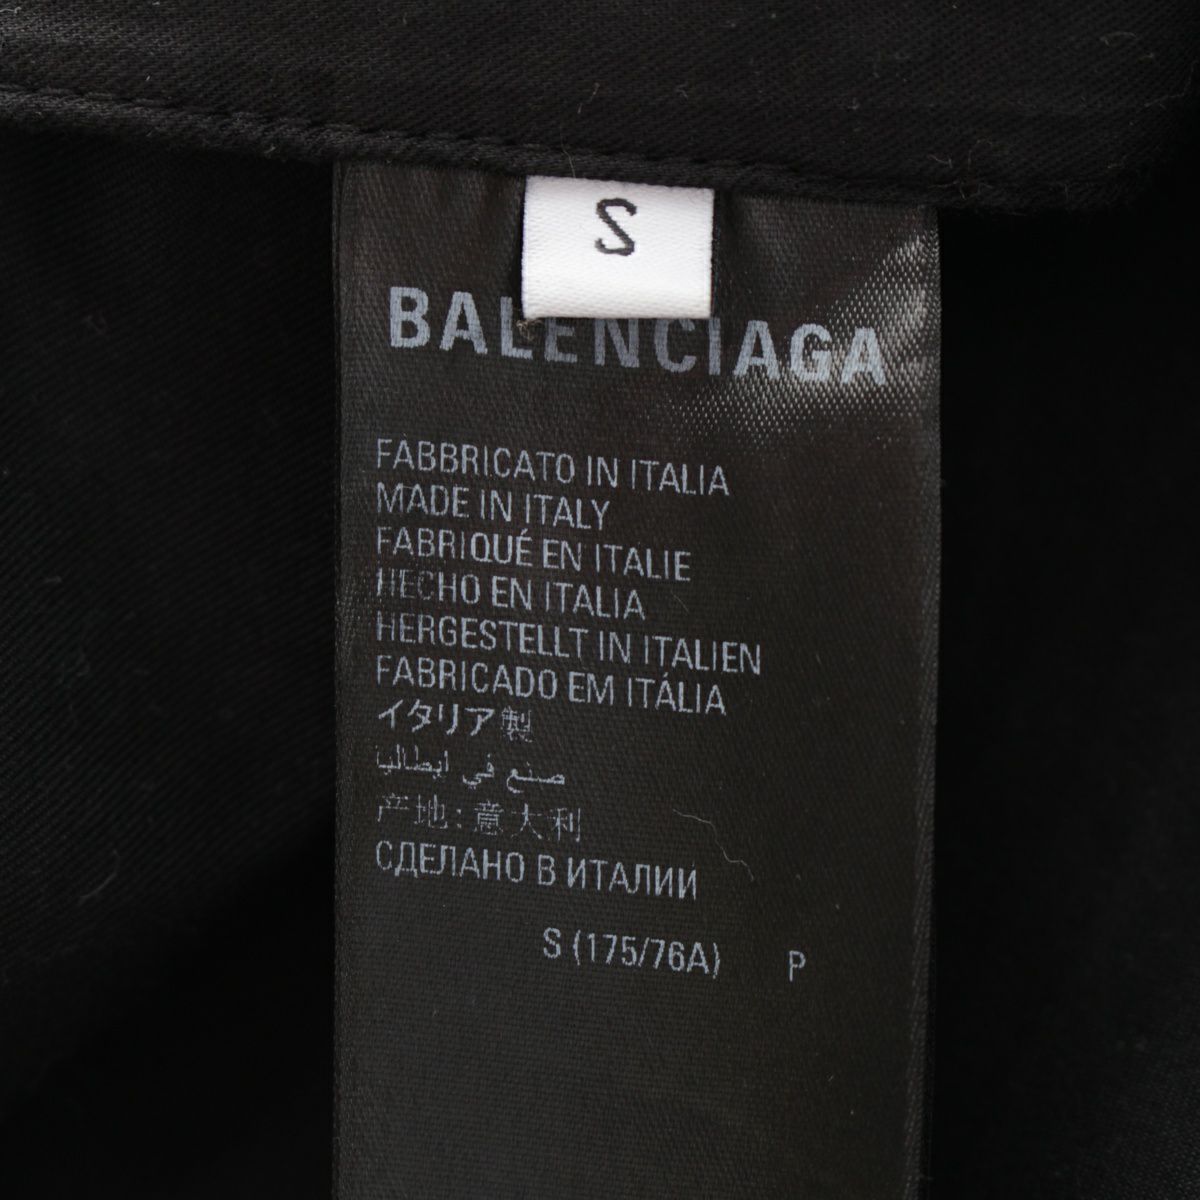 S
BALENCIAGA
FABBRICATO IN ITALIA
MADE IN ITALY
FABRIQUÉ EN ITALIE
HECHO EN ITALIA
HERGESTELLT IN ITALIEN
FABRICADO EM ITÁLIA
イタリア製
صنع في ايطاليا
产地:意大利
СДЕЛАНО В ИТАЛИИ
S (175/76A) P